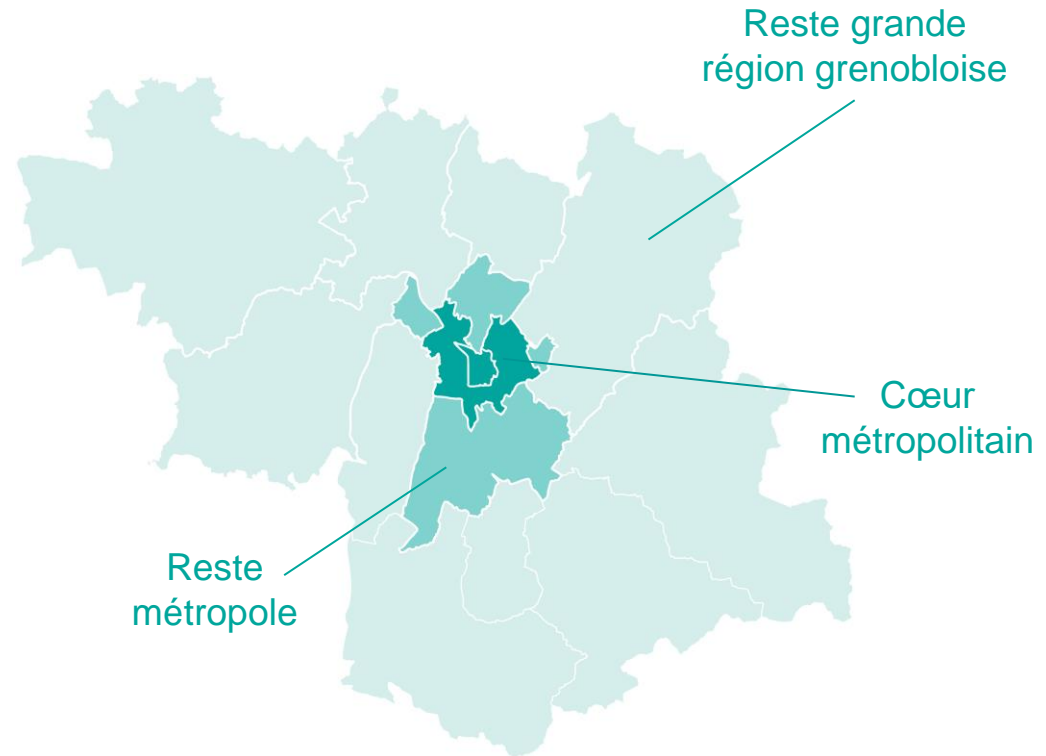 Reste grande
région grenobloise
Cœur
métropolitain
Reste
métropole